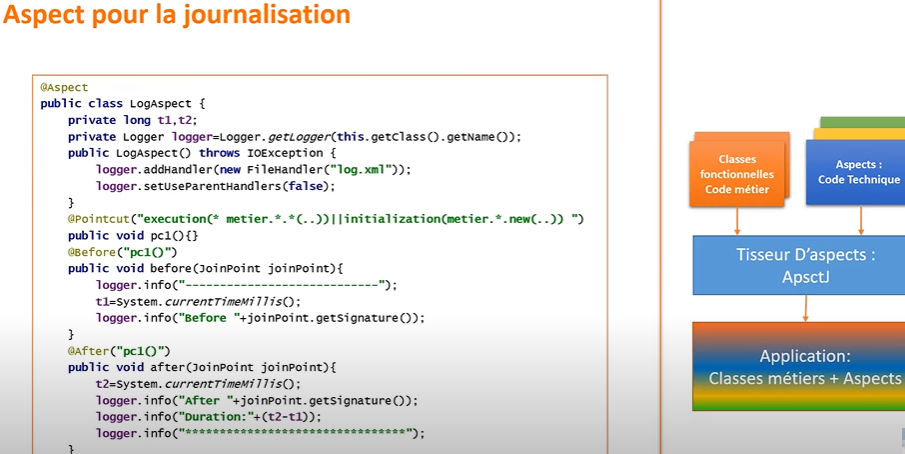 Aspect pour la journalisation
@Aspect
public class LogAspect {
private long t1,t2;
private Logger logger=Logger.getLogger(this.getClass().getName());
public LogAspect() throws IOException {
logger.addHandler(new FileHandler("log.xml"));
logger.setUseParentHandlers(false);
}
@Pointcut("execution(* metier.*.*(..))||initialization(metier.*.new(..)) ")
public void pc1(){}
@Before("pc1()")
public void before(JoinPoint joinPoint){
logger.info("----------------------------");
t1=System.currentTimeMillis();
logger.info("Before "+joinPoint.getSignature());
}
@After("pc1()")
public void after(JoinPoint joinPoint){
t2=System.currentTimeMillis();
logger.info("After "+joinPoint.getSignature());
logger.info("Duration:"+(t2-t1));
logger.info("********************************");
}
Classes
fonctionnelles
Code métier
Aspects :
Code Technique
Tisseur D'aspects :
ApsctJ
Application:
Classes métiers + Aspects